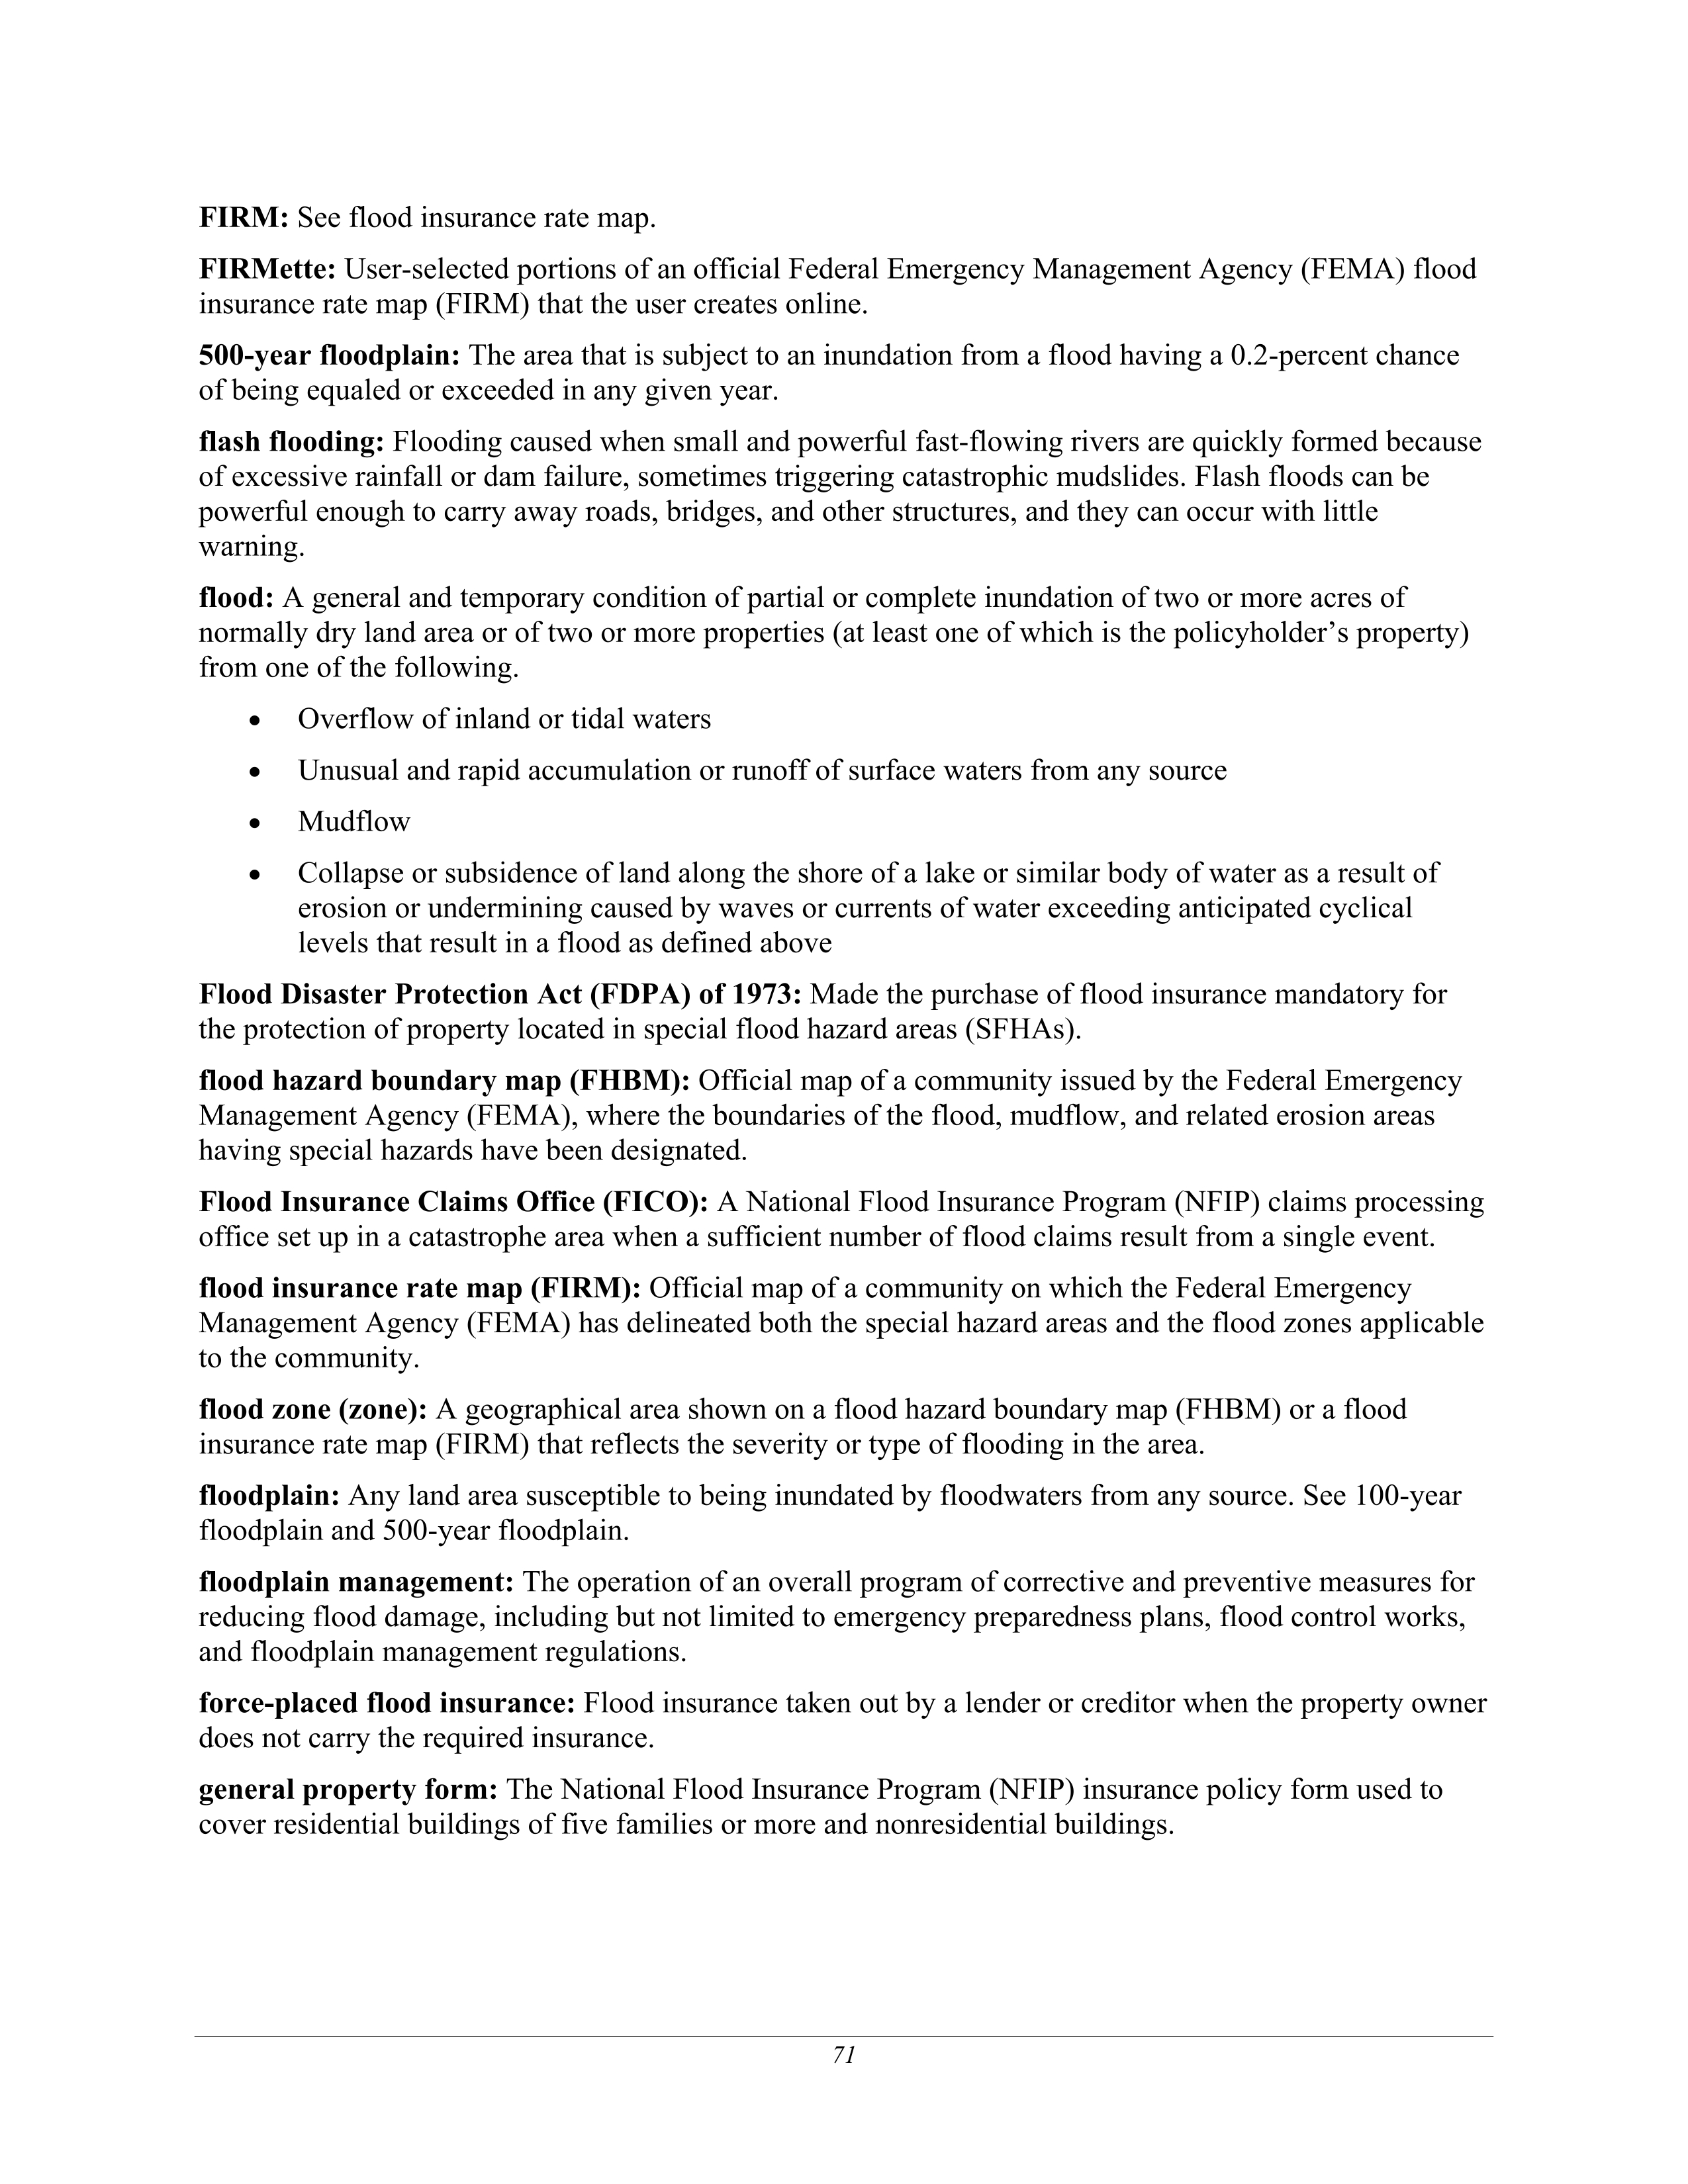 FIRM: See flood insurance rate map.
FIRMette: User-selected portions of an official Federal Emergency Management Agency (FEMA) flood
insurance rate map (FIRM) that the user creates online.
500-year floodplain: The area that is subject to an inundation from a flood having a 0.2-percent chance
of being equaled or exceeded in any given year.
flash flooding: Flooding caused when small and powerful fast-flowing rivers are quickly formed because
of excessive rainfall or dam failure, sometimes triggering catastrophic mudslides. Flash floods can be
powerful enough to carry away roads, bridges, and other structures, and they can occur with little
warning.
flood: A general and temporary condition of partial or complete inundation of two or more acres of
normally dry land area or of two or more properties (at least one of which is the policyholder’s property)
from one of the following.
• Overflow of inland or tidal waters
• Unusual and rapid accumulation or runoff of surface waters from any source
• Mudflow
• Collapse or subsidence of land along the shore of a lake or similar body of water as a result of
erosion or undermining caused by waves or currents of water exceeding anticipated cyclical
levels that result in a flood as defined above
Flood Disaster Protection Act (FDPA) of 1973: Made the purchase of flood insurance mandatory for
the protection of property located in special flood hazard areas (SFHAs).
flood hazard boundary map (FHBM): Official map of a community issued by the Federal Emergency
Management Agency (FEMA), where the boundaries of the flood, mudflow, and related erosion areas
having special hazards have been designated.
Flood Insurance Claims Office (FICO): A National Flood Insurance Program (NFIP) claims processing
office set up in a catastrophe area when a sufficient number of flood claims result from a single event.
flood insurance rate map (FIRM): Official map of a community on which the Federal Emergency
Management Agency (FEMA) has delineated both the special hazard areas and the flood zones applicable
to the community.
flood zone (zone): A geographical area shown on a flood hazard boundary map (FHBM) or a flood
insurance rate map (FIRM) that reflects the severity or type of flooding in the area.
floodplain: Any land area susceptible to being inundated by floodwaters from any source. See 100-year
floodplain and 500-year floodplain.
floodplain management: The operation of an overall program of corrective and preventive measures for
reducing flood damage, including but not limited to emergency preparedness plans, flood control works,
and floodplain management regulations.
force-placed flood insurance: Flood insurance taken out by a lender or creditor when the property owner
does not carry the required insurance.
general property form: The National Flood Insurance Program (NFIP) insurance policy form used to
cover residential buildings of five families or more and nonresidential buildings.
71